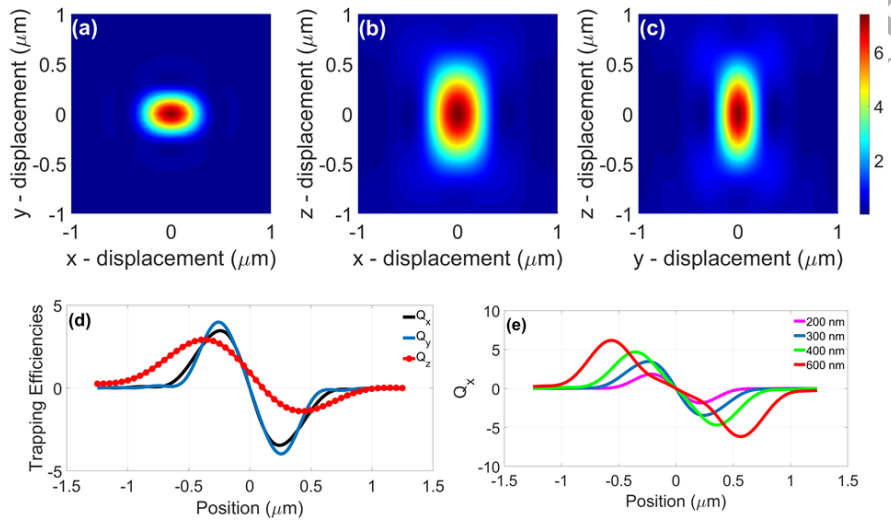 (a)
(b)
(c)
1
0.5
0
-0.5
-1
y - displacement (μm)
-1
0
1
x - displacement (μm)
1
0.5
0
-0.5
-1
z - displacement (μm)
-1
0
1
x - displacement (μm)
1
0.5
0
-0.5
-1
z - displacement (μm)
-1
0
1
y - displacement (μm)
6
4
2
(d)
5
0
-5
Trapping Efficiencies
Qx
Qy
Qz
-1.5
-1
-0.5
0
0.5
1
1.5
Position (μm)
(e)
10
5
0
-5
-10
Qx
200 nm
300 nm
400 nm
600 nm
-1.5
-1
-0.5
0
0.5
1
1.5
Position (μm)